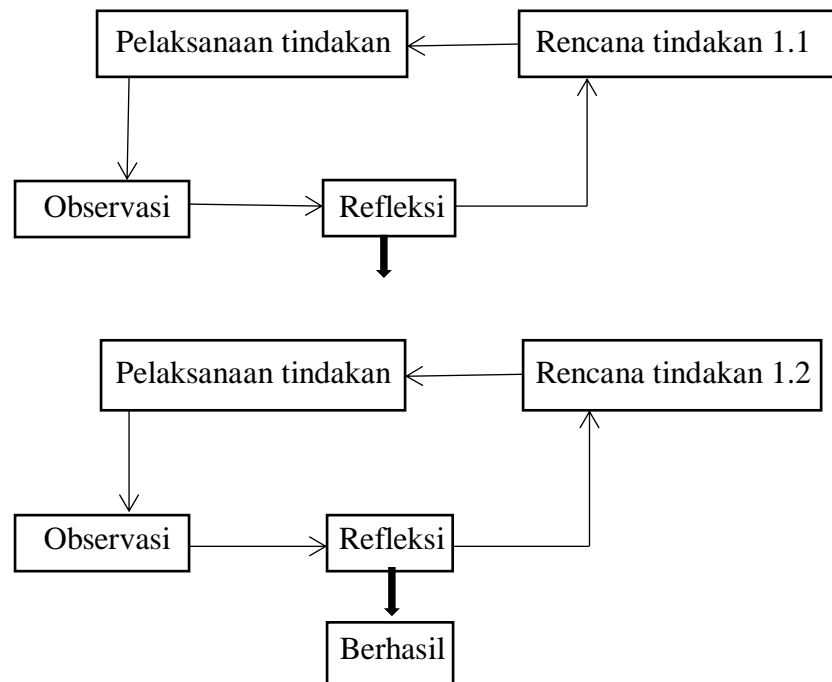 Pelaksanaan tindakan
Rencana tindakan 1.1
Observasi
Refleksi
Pelaksanaan tindakan
Rencana tindakan 1.2
Observasi
Refleksi
Berhasil